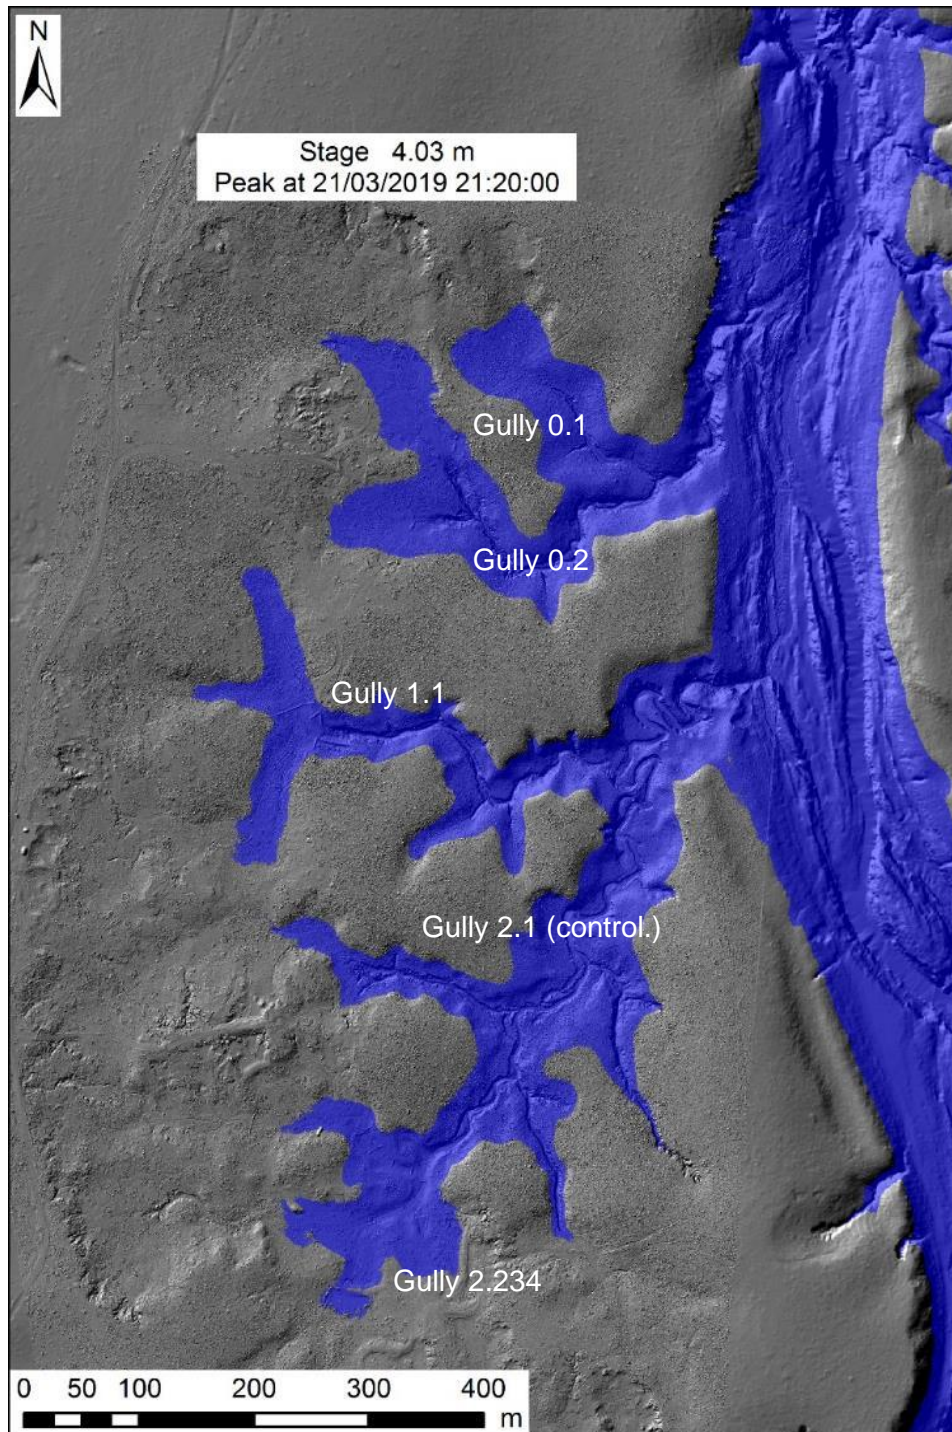 N
Stage 4.03 m
Peak at 21/03/2019 21:20:00
Gully 0.1
Gully 0.2
Gully 1.1
Gully 2.1 (control.)
Gully 2.234
0 50 100 200 300 400
m